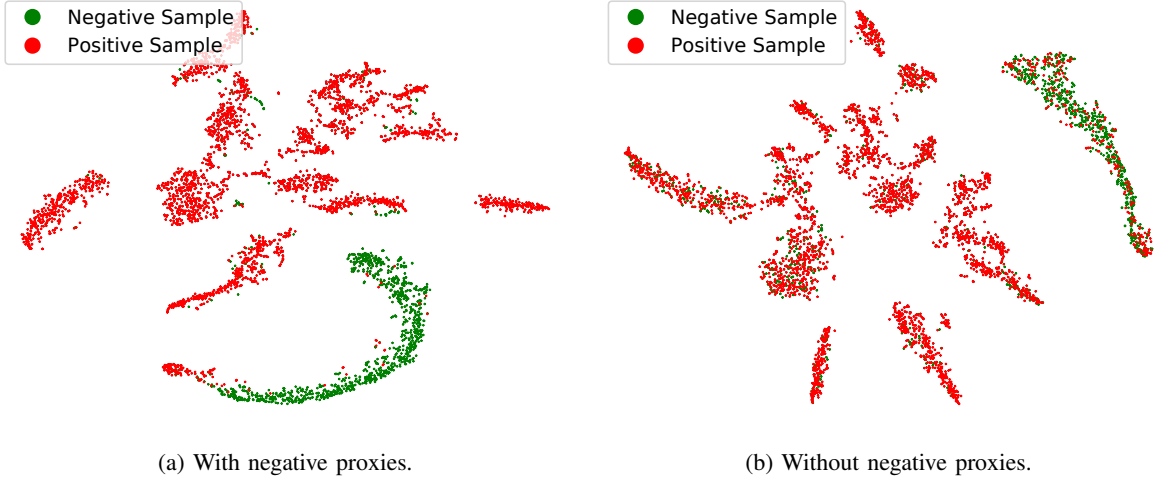 Negative Sample
Positive Sample
Negative Sample
Positive Sample
(a) With negative proxies.
(b) Without negative proxies.